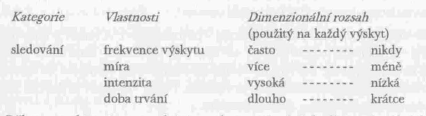 Kategorie Vlastnosti Dimenzionální rozsah
(použitý na každý výskyt)
sledování frekvence výskytu často -------- nikdy
míra více -------- méně
intenzita vysoká -------- nízká
doba trvání dlouho -------- krátce